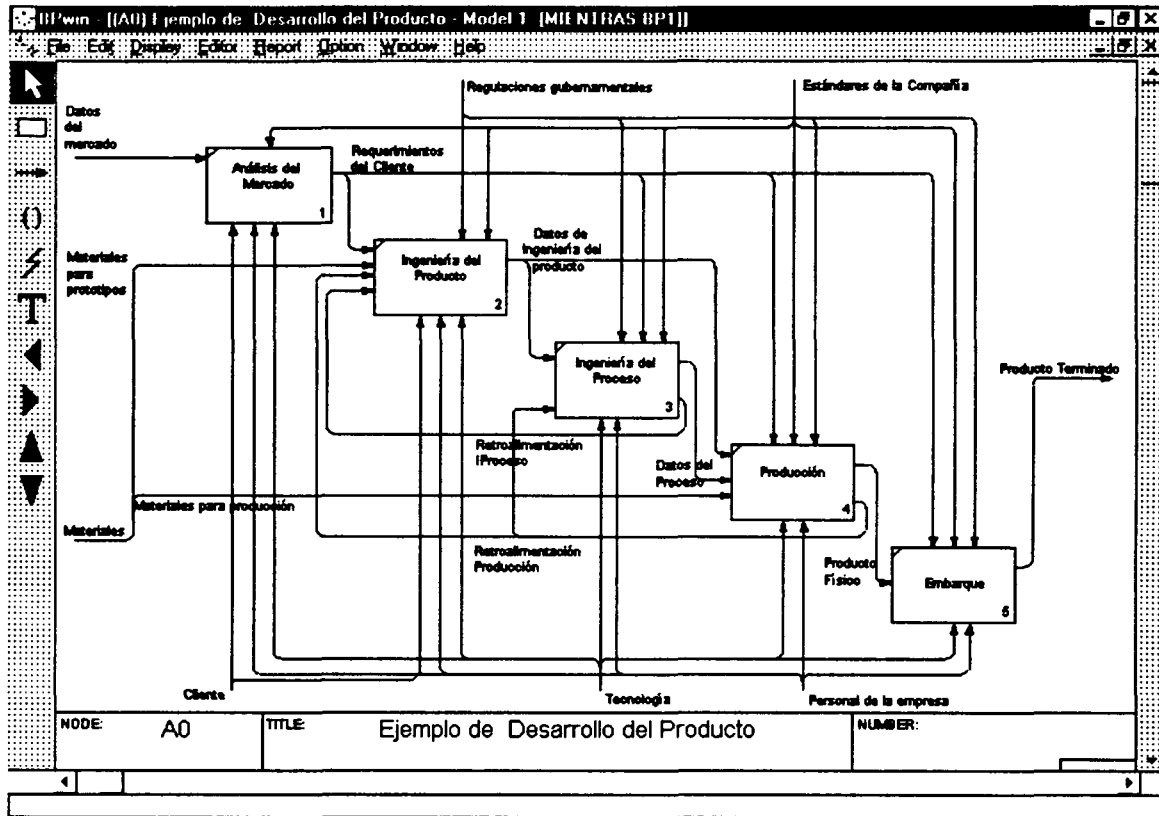 BPwin - [(A0) Ejemplo de Desarrollo del Producto - Model 1 [MIENTRAS BP1]]
File Edit Display Editor Report Option Window Help
Regulaciones gubernamentales
Estándares de la Compañía
Datos
del
mercado
Análisis del
Mercado
1
Requerimientos
del Cliente
Materiales
para
prototipos
Ingeniería del
Producto
2
Datos de
Ingeniería del
producto
Ingeniería del
Proceso
3
Producto Terminado
Retroalimentación
iProceso
Datos del
Proceso
Producción
4
Materiales para producción
Materiales
Retroalimentación
Producción
Producto
Físico
Embarque
5
Cliente
Tecnología
Personal de la empresa
NODE: A0
TITLE: Ejemplo de Desarrollo del Producto
NUMBER: